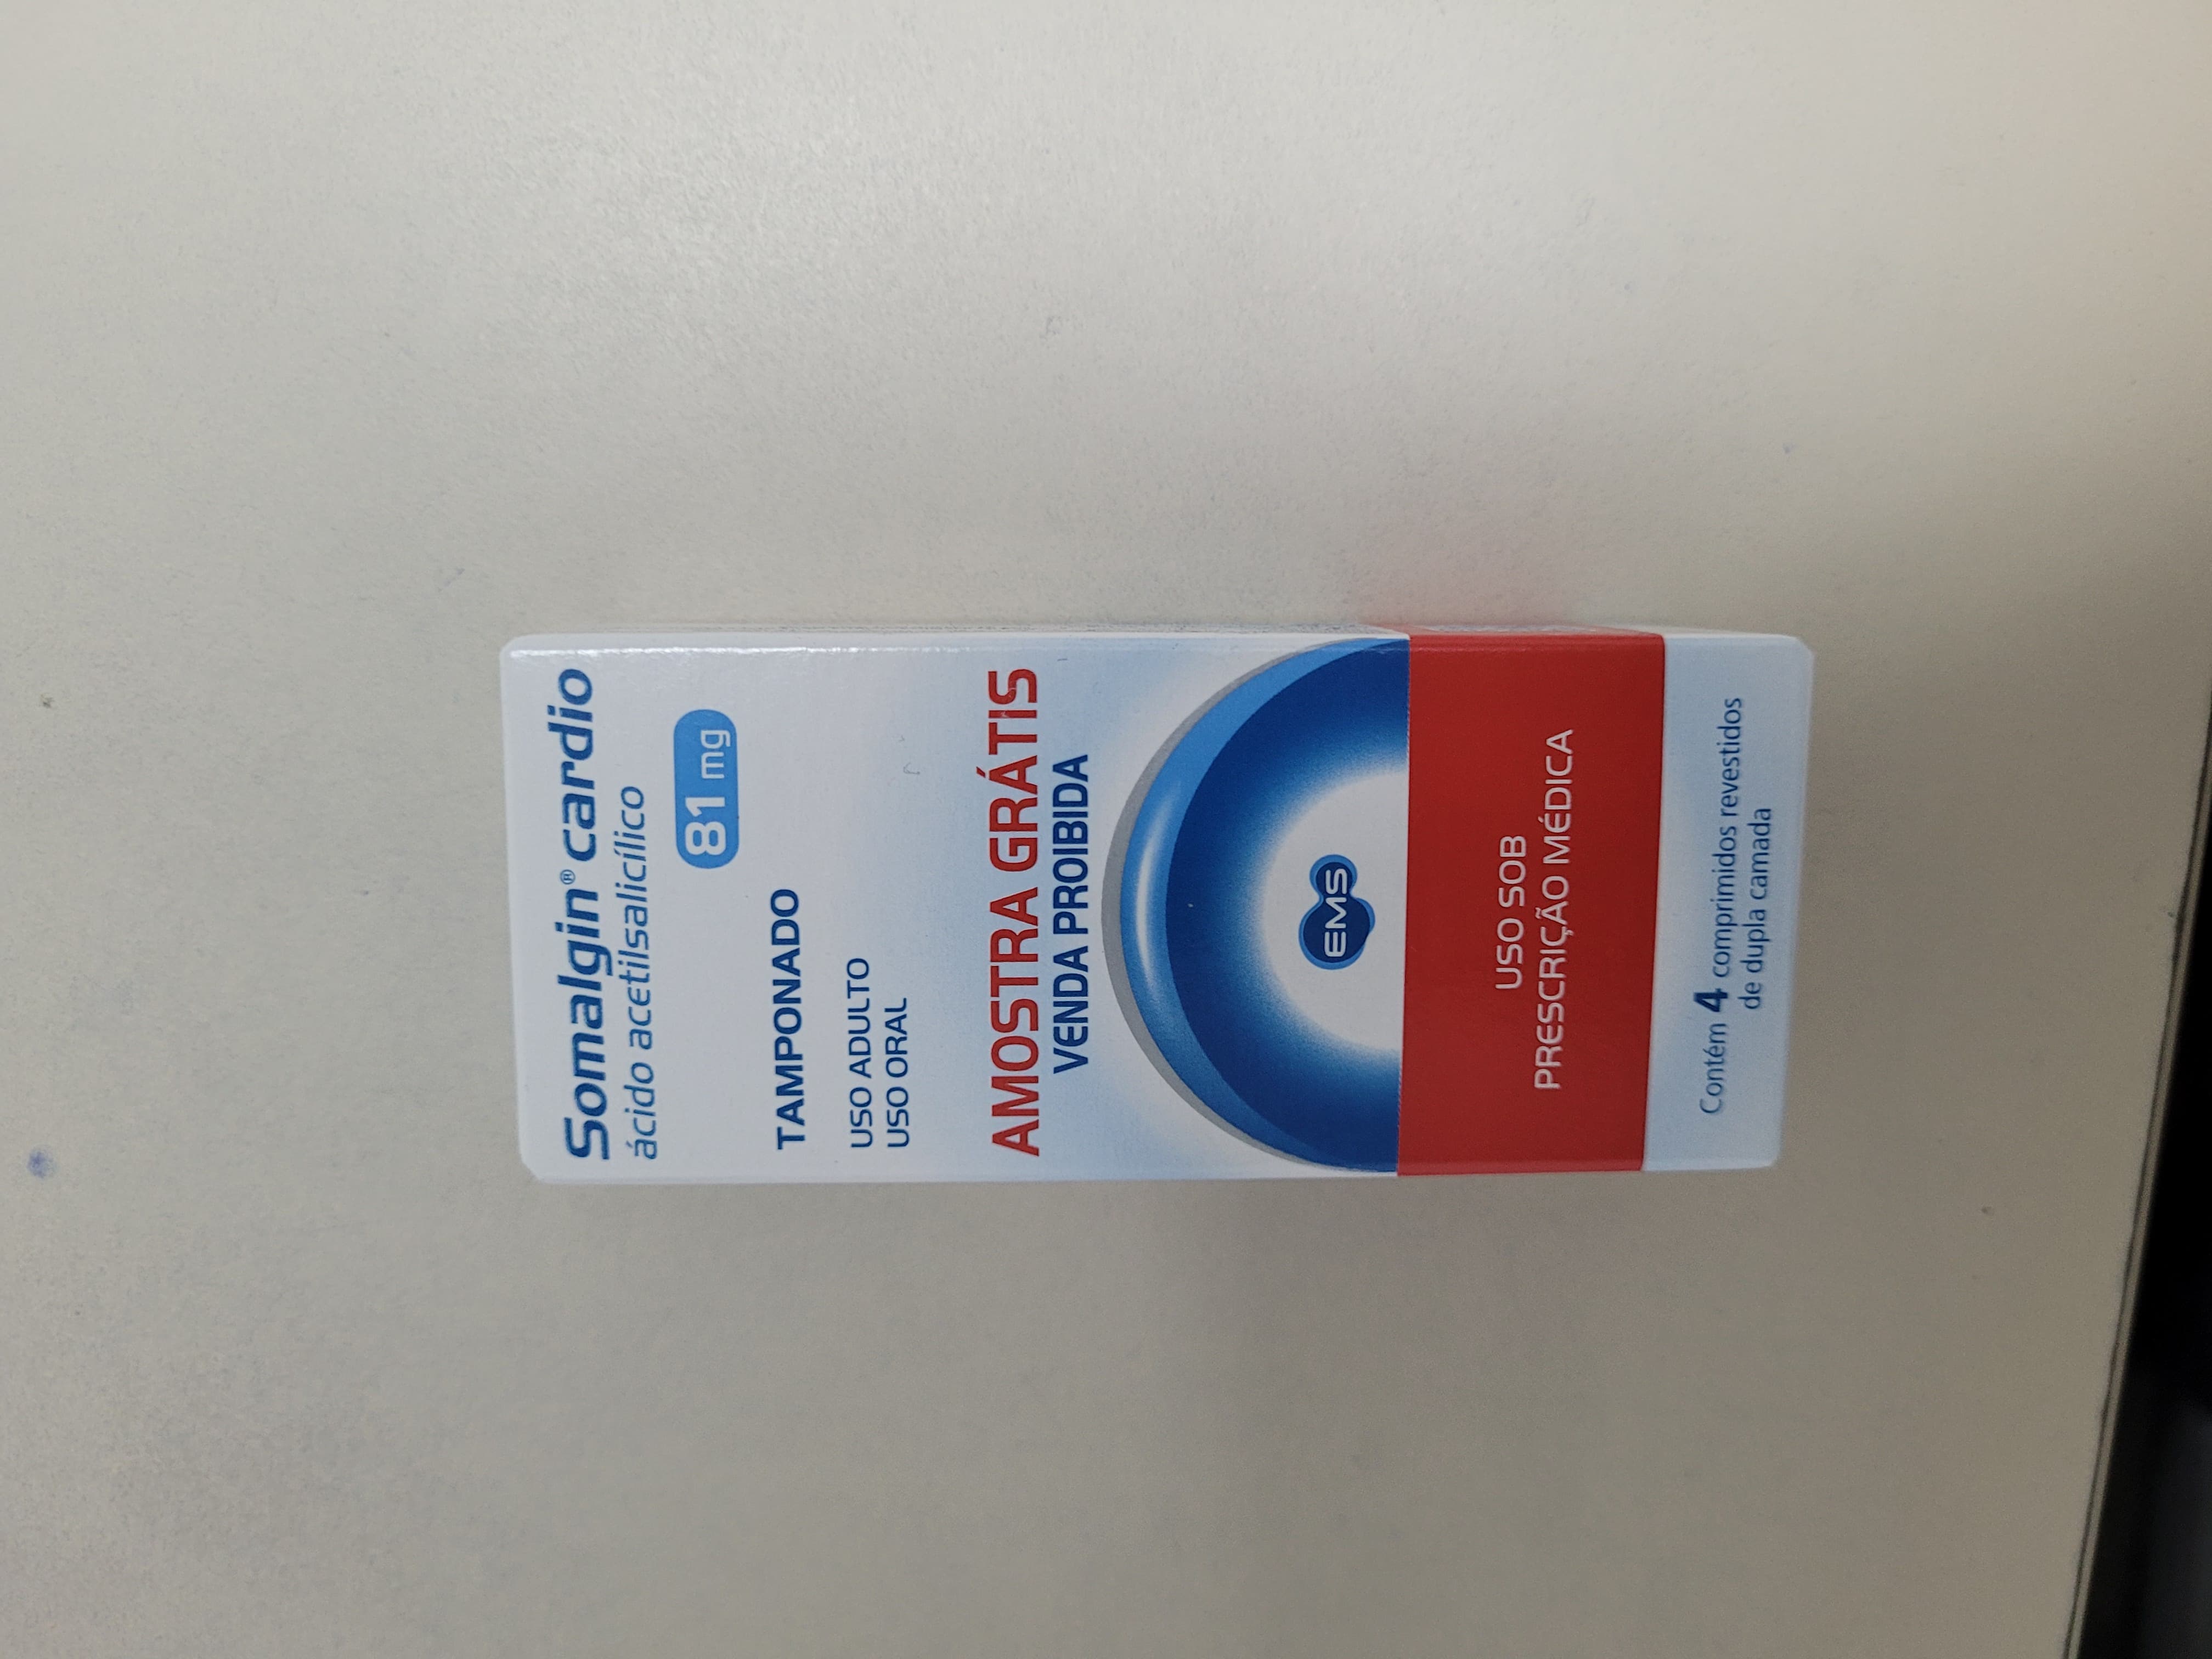 Somalgin® cardio
ácido acetilsalicílico
81 mg
TAMPONADO
USO ADULTO
USO ORAL
AMOSTRA GRÁTIS
VENDA PROIBIDA
EMS
USO SOB
PRESCRIÇÃO MÉDICA
Contém 4 comprimidos revestidos
de dupla camada